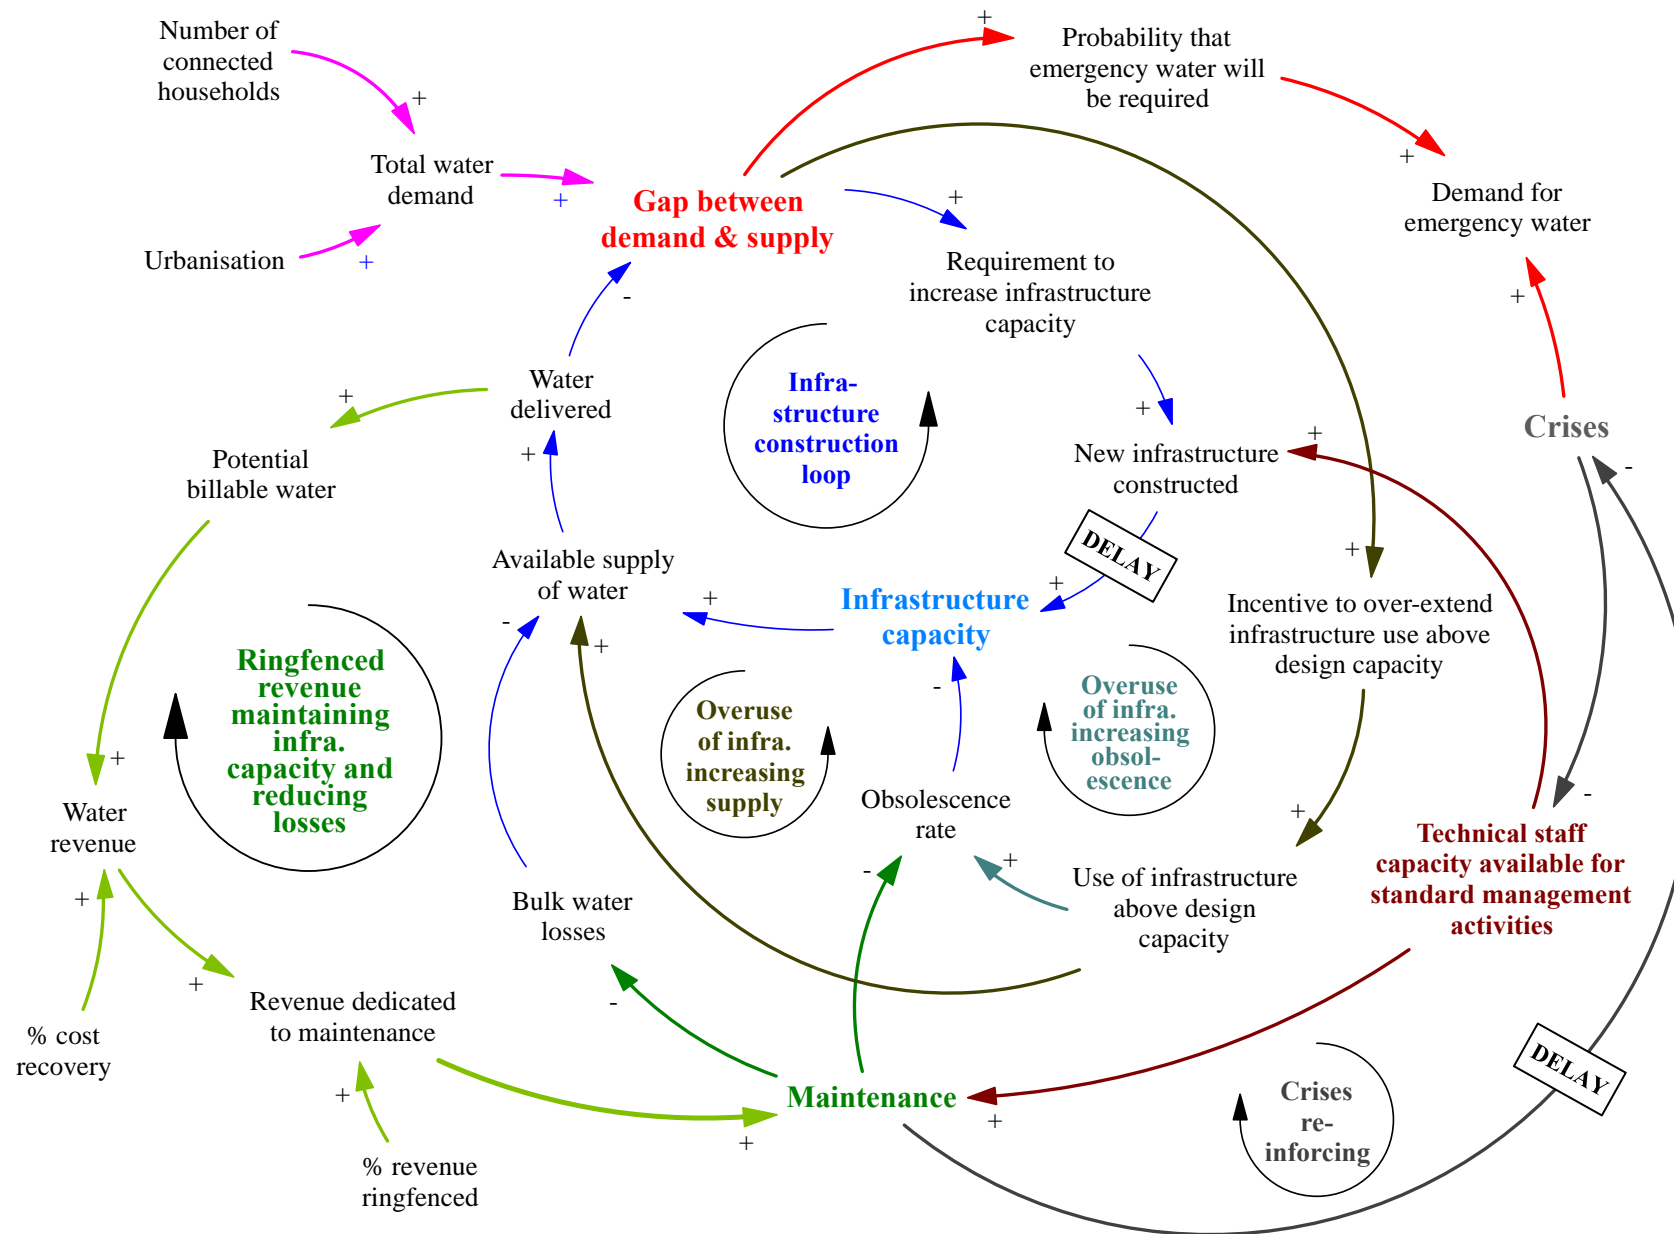 Number of
connected
households
+
Total water
demand
+
Urbanisation
+
Gap between
demand & supply
+
Probability that
emergency water will
be required
+
Demand for
emergency water
+
Crises
-
+
Requirement to
increase infrastructure
capacity
+
New infrastructure
constructed
+
DELAY
+
Infrastructure
capacity
+
Available supply
of water
+
Water
delivered
-
+
Potential
billable water
+
Water
revenue
+
% cost
recovery
+
Revenue dedicated
to maintenance
+
% revenue
ringfenced
+
Maintenance
+
-
Bulk water
losses
-
+
-
Obsolescence
rate
-
+
Use of infrastructure
above design
capacity
+
Incentive to over-extend
infrastructure use above
design capacity
+
-
Technical staff
capacity available for
standard management
activities
DELAY
Infra-
structure
construction
loop
Ringfenced
revenue
maintaining
infra.
capacity and
reducing
losses
Overuse
of infra.
increasing
supply
Overuse
of infra.
increasing
obsol-
escence
Crises
re-
inforcing